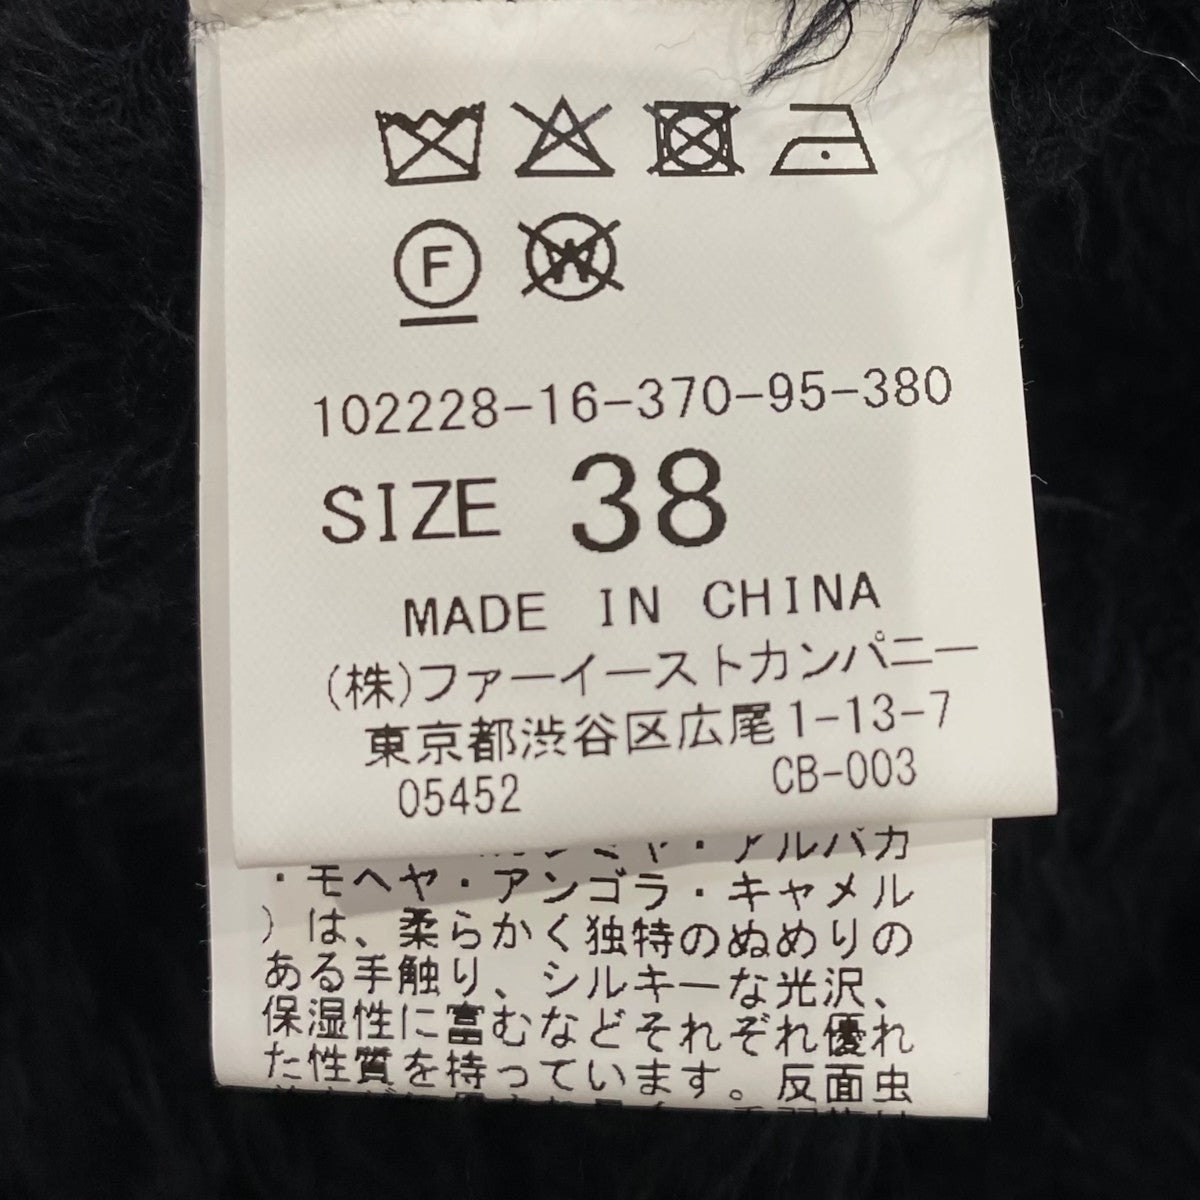 F
W
102228-16-370-95-380
SIZE 38
MADE IN CHINA
(株)ファーイーストカンパニー
東京都渋谷区広尾1-13-7
05452 CB-003
ヤ・アルパカ
・モヘヤ・アンゴラ・キャメル
)は、柔らかく独特のぬめりの
ある手触り、シルキーな光沢、
保湿性に富むなどそれぞれ優れ
た性質を持っています。反面虫